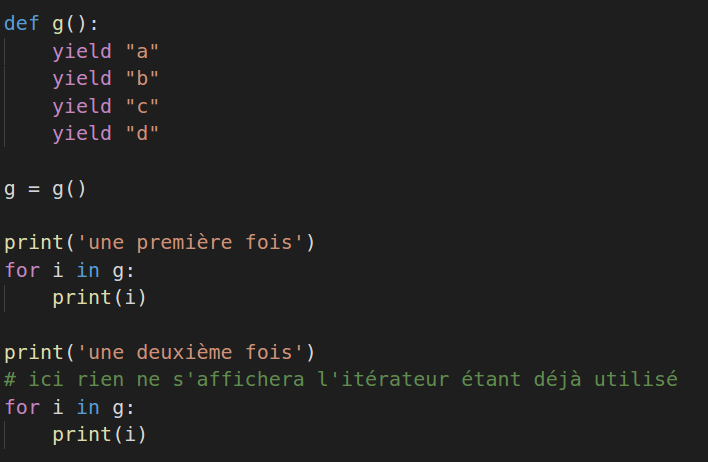 def g():
    yield "a"
    yield "b"
    yield "c"
    yield "d"
g = g()
print('une première fois')
for i in g:
    print(i)
print('une deuxième fois')
# ici rien ne s'affichera l'itérateur étant déjà utilisé
for i in g:
    print(i)